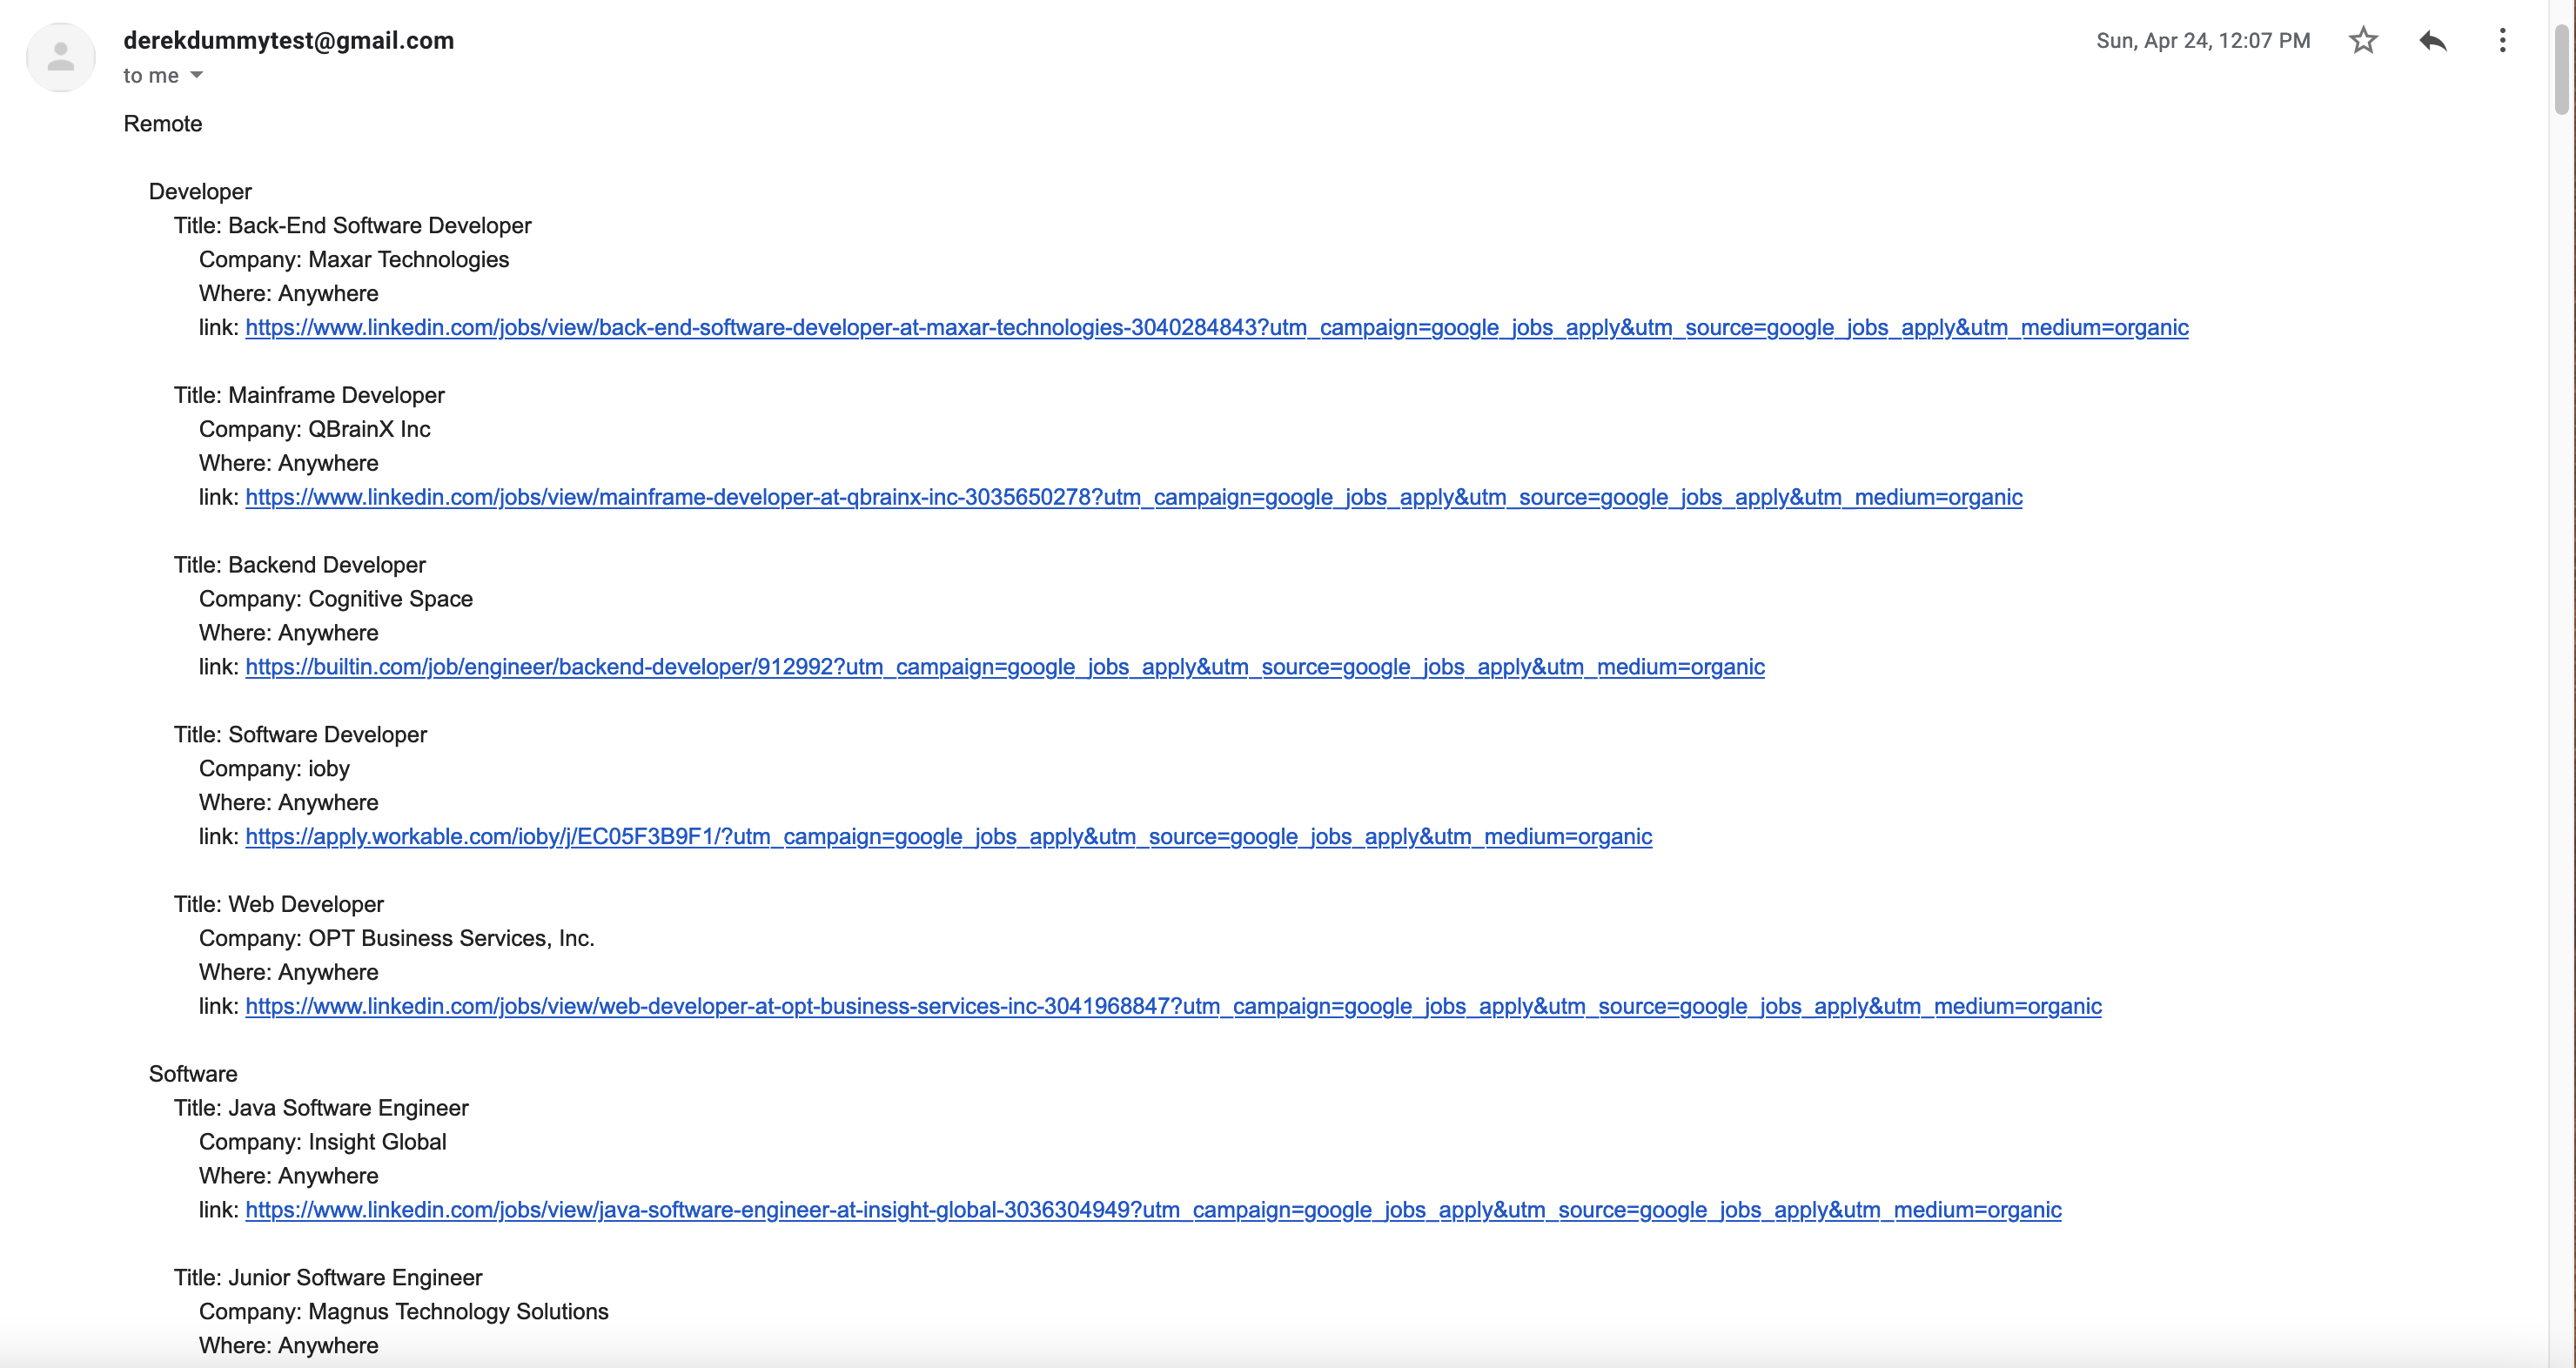 derekdummytest@gmail.com
Sun, Apr 24, 12:07 PM
to me
Remote
Developer
Title: Back-End Software Developer
Company: Maxar Technologies
Where: Anywhere
link: https://www.linkedin.com/jobs/view/back-end-software-developer-at-maxar-technologies-3040284843?utm_campaign=google_jobs_apply&utm_source=google_jobs_apply&utm_medium=organic
Title: Mainframe Developer
Company: QBrainX Inc
Where: Anywhere
link: https://www.linkedin.com/jobs/view/mainframe-developer-at-qbrainx-inc-3035650278?utm_campaign=google_jobs_apply&utm_source=google_jobs_apply&utm_medium=organic
Title: Backend Developer
Company: Cognitive Space
Where: Anywhere
link: https://builtin.com/job/engineer/backend-developer/912992?utm_campaign=google_jobs_apply&utm_source=google_jobs_apply&utm_medium=organic
Title: Software Developer
Company: ioby
Where: Anywhere
link: https://apply.workable.com/ioby/j/EC05F3B9F1/?utm_campaign=google_jobs_apply&utm_source=google_jobs_apply&utm_medium=organic
Title: Web Developer
Company: OPT Business Services, Inc.
Where: Anywhere
link: https://www.linkedin.com/jobs/view/web-developer-at-opt-business-services-inc-3041968847?utm_campaign=google_jobs_apply&utm_source=google_jobs_apply&utm_medium=organic
Software
Title: Java Software Engineer
Company: Insight Global
Where: Anywhere
link: https://www.linkedin.com/jobs/view/java-software-engineer-at-insight-global-3036304949?utm_campaign=google_jobs_apply&utm_source=google_jobs_apply&utm_medium=organic
Title: Junior Software Engineer
Company: Magnus Technology Solutions
Where: Anywhere